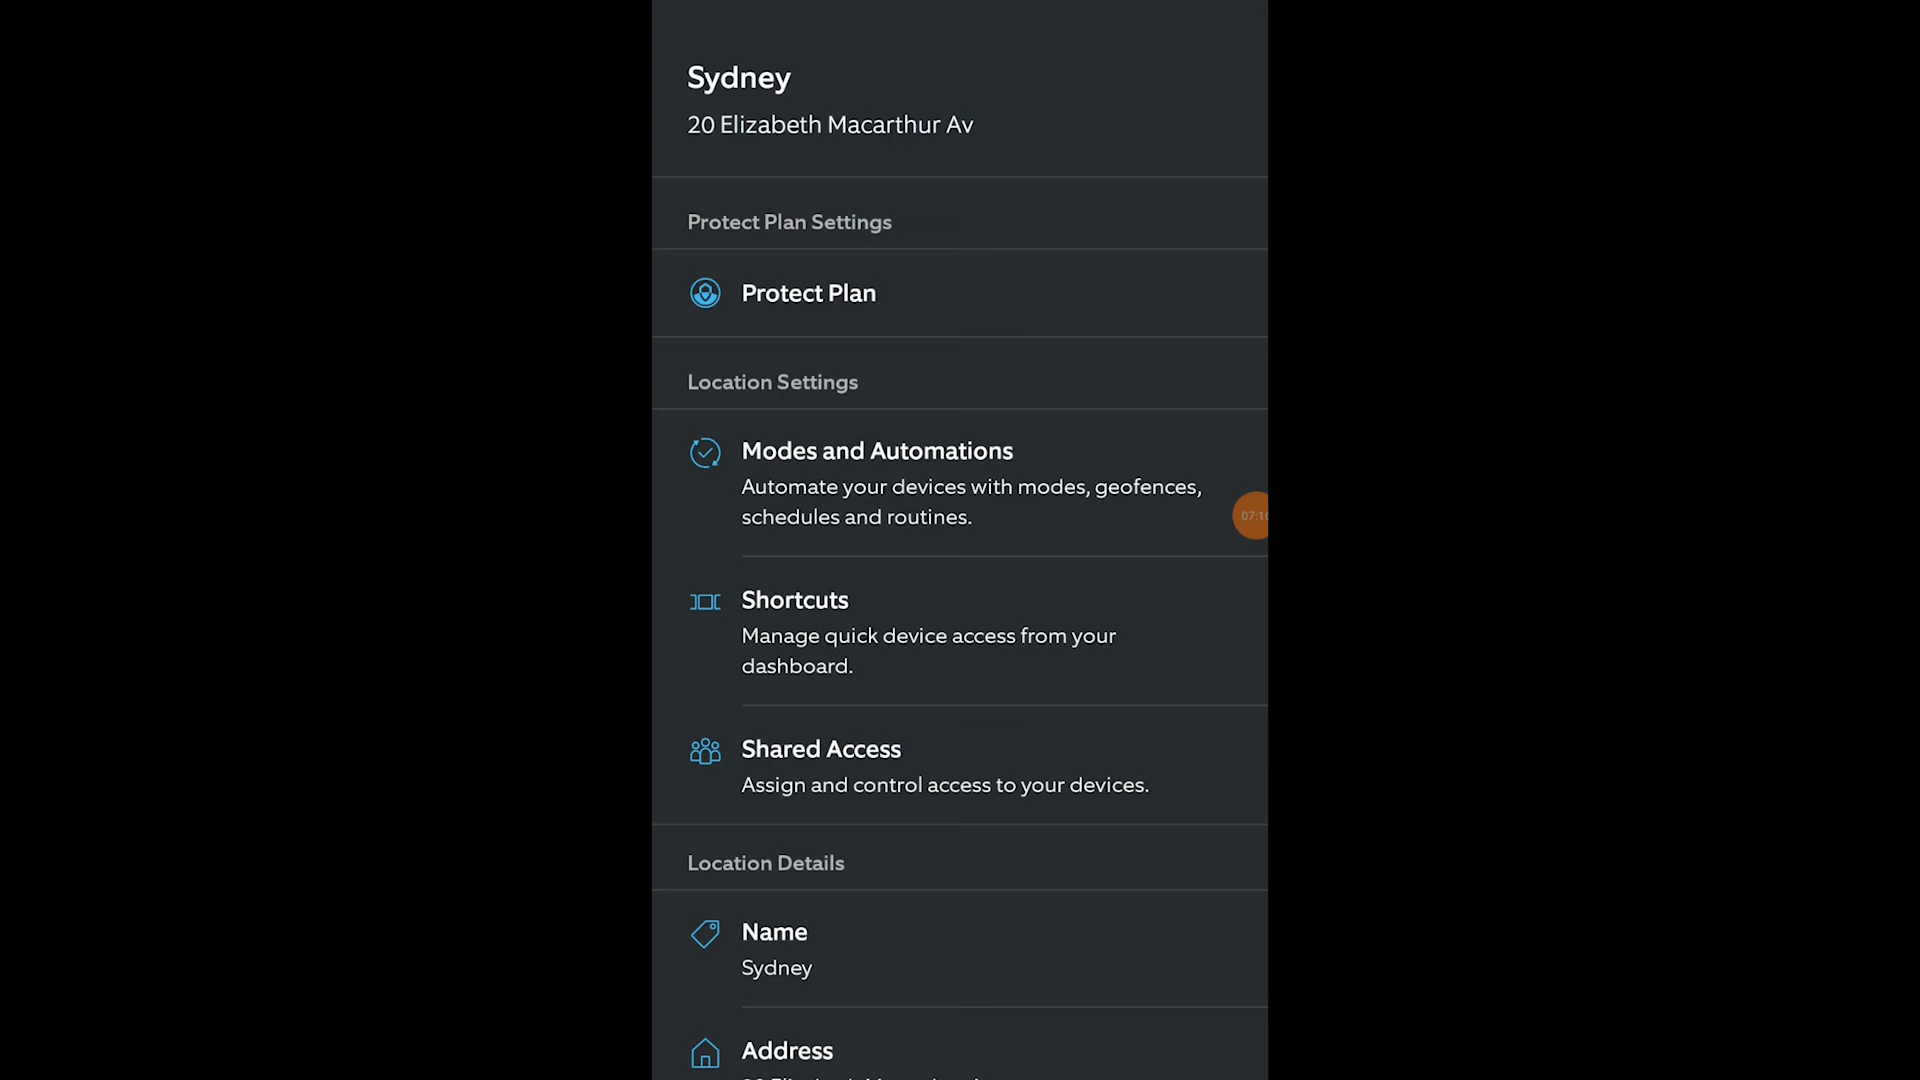 Sydney
20 Elizabeth Macarthur Av
Protect Plan Settings
Protect Plan
Location Settings
Modes and Automations
Automate your devices with modes, geofences,
schedules and routines.
Shortcuts
Manage quick device access from your
dashboard.
Shared Access
Assign and control access to your devices.
Location Details
Name
Sydney
Address